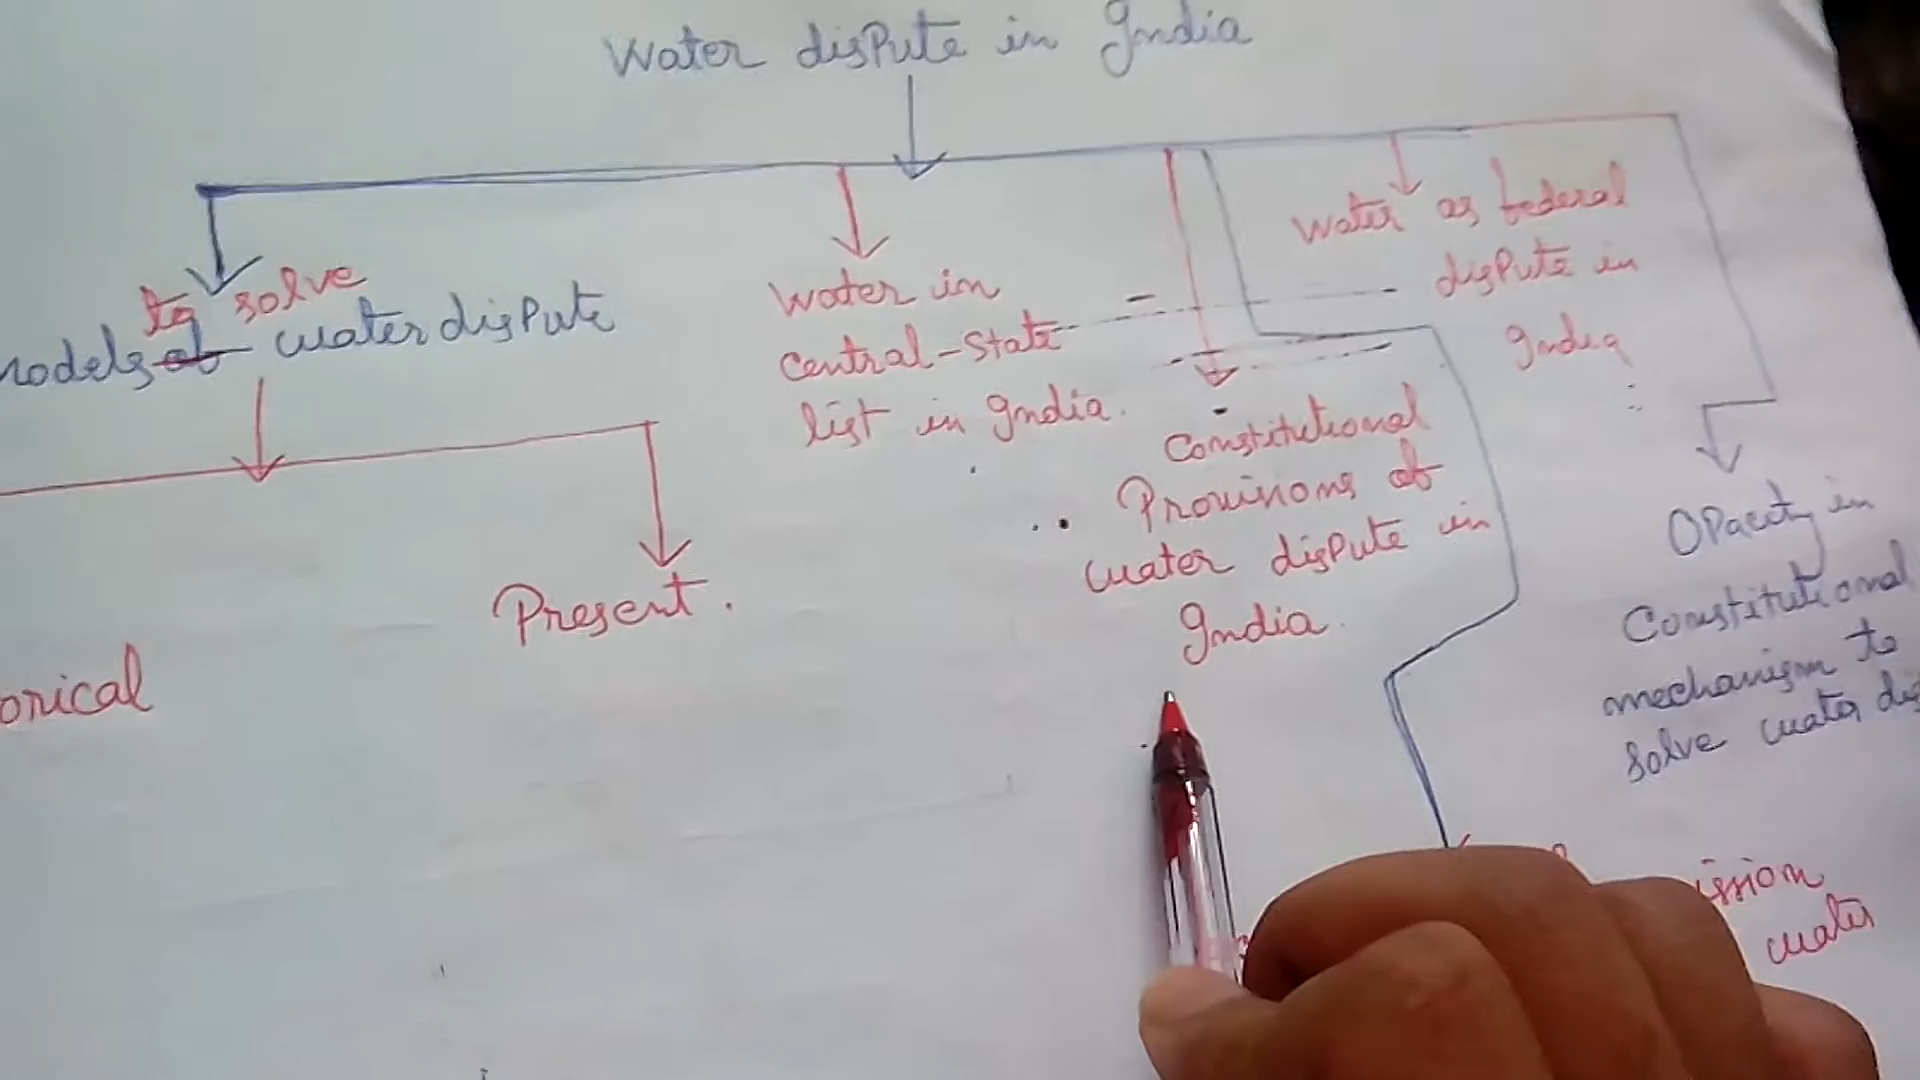 Water dispute in India
to solve
models of water dispute
Present.
orical
Water in
Central-State
list in India.
Constitutional
Provisions of
water dispute in
India.
Water as federal
dispute in
India
Opacity in
Constitutional
mechanism to
solve water dis
ission
water